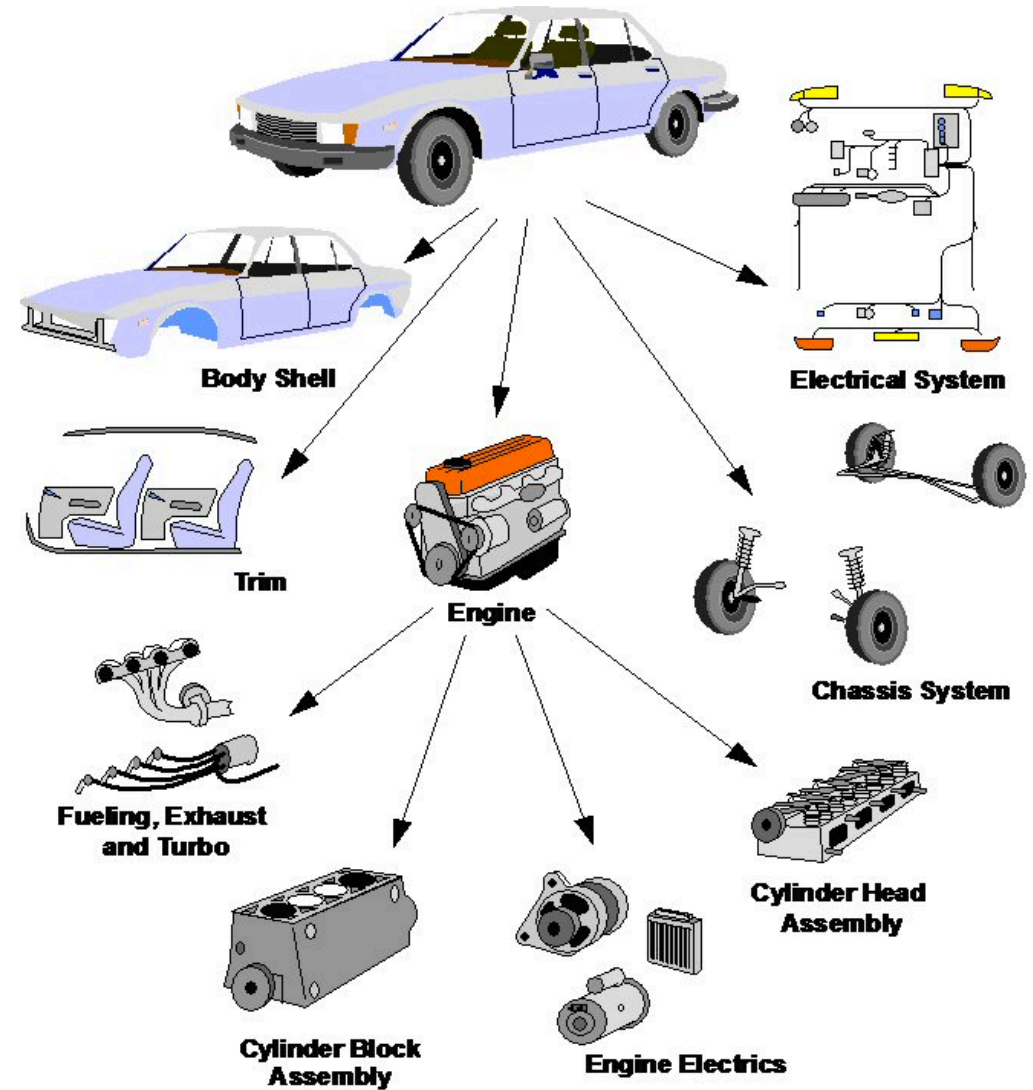 Body Shell
Electrical System
Trim
Engine
Chassis System
Fueling, Exhaust
and Turbo
Cylinder Head
Assembly
Cylinder Block
Assembly
Engine Electrics